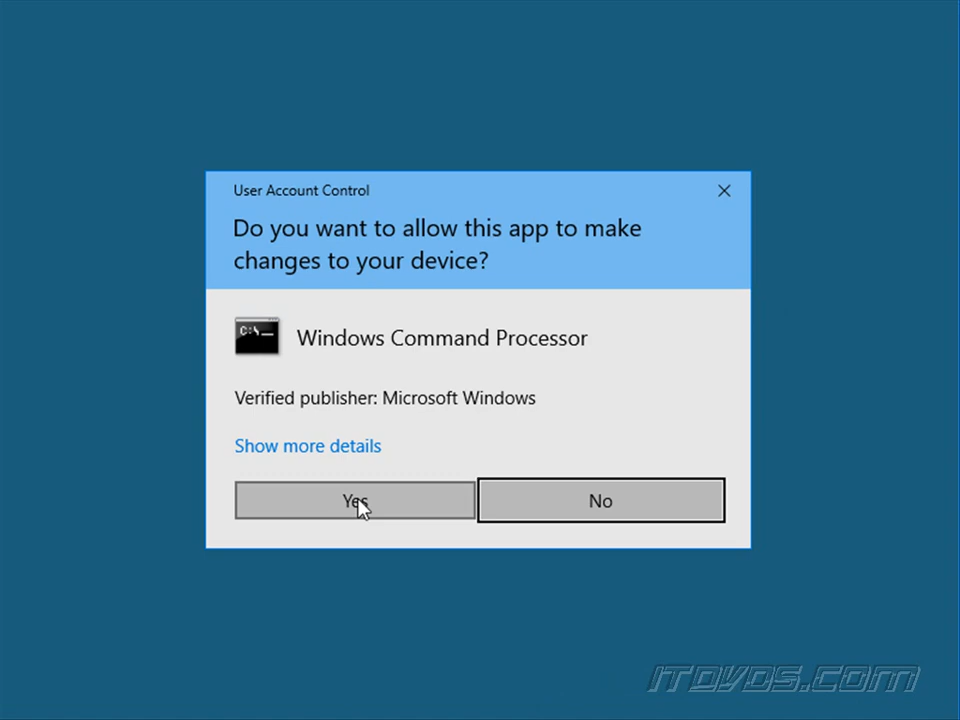 User Account Control
Do you want to allow this app to make
changes to your device?
C:\
Windows Command Processor
Verified publisher: Microsoft Windows
Show more details
Yes
No
ITDVDS.COM